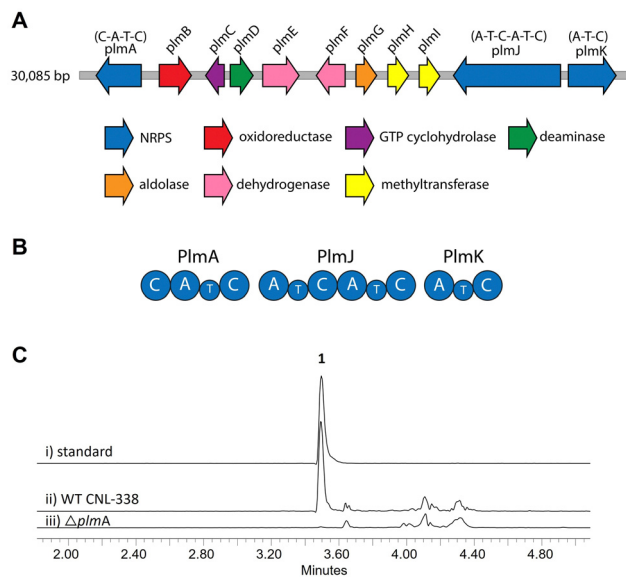 A
(C-A-T-C)
plmA
plmB
plmC
plmD
plmE
plmF
plmG
plmH
plmI
(A-T-C-A-T-C)
plmJ
(A-T-C)
plmK
30,085 bp
NRPS
oxidoreductase
GTP cyclohydrolase
deaminase
aldolase
dehydrogenase
methyltransferase
B
PlmA PlmJ PlmK
C A T C A T C A T C A T C
C
1
i) standard
ii) WT CNL-338
iii) △plmA
2.00 2.40 2.80 3.20 3.60 4.00 4.40 4.80
Minutes